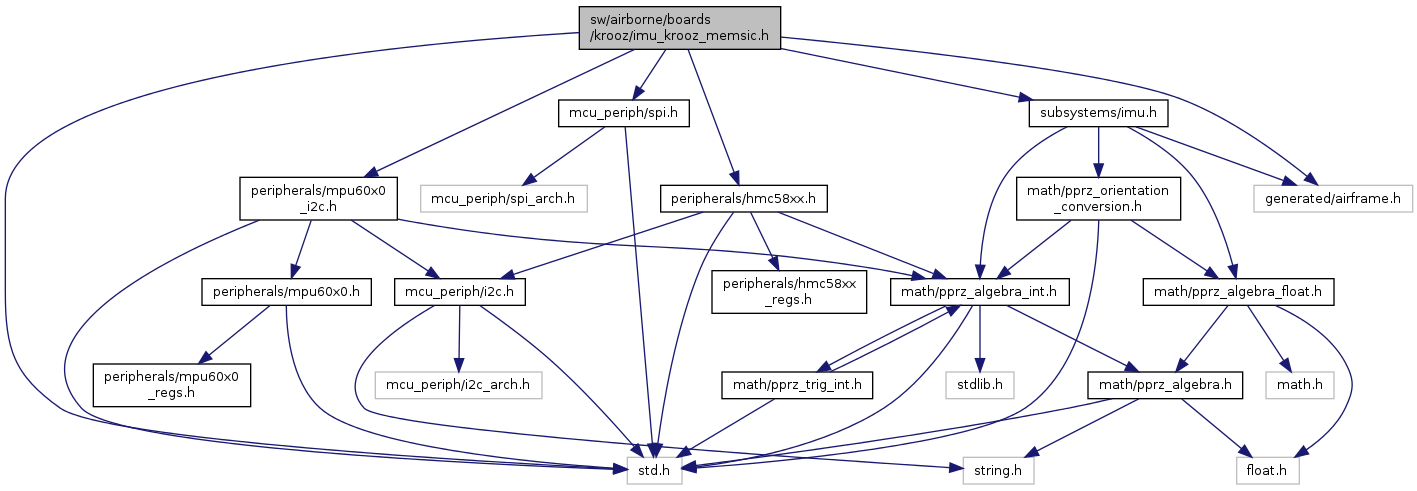 sw/airborne/boards
/krooz/imu_krooz_memsic.h
mcu_periph/spi.h
subsystems/imu.h
peripherals/mpu60x0
_i2c.h
mcu_periph/spi_arch.h
peripherals/hmc58xx.h
math/pprz_orientation
_conversion.h
generated/airframe.h
peripherals/mpu60x0.h
mcu_periph/i2c.h
peripherals/hmc58xx
_regs.h
math/pprz_algebra_int.h
math/pprz_algebra_float.h
peripherals/mpu60x0
_regs.h
mcu_periph/i2c_arch.h
math/pprz_trig_int.h
stdlib.h
math/pprz_algebra.h
math.h
std.h
string.h
float.h